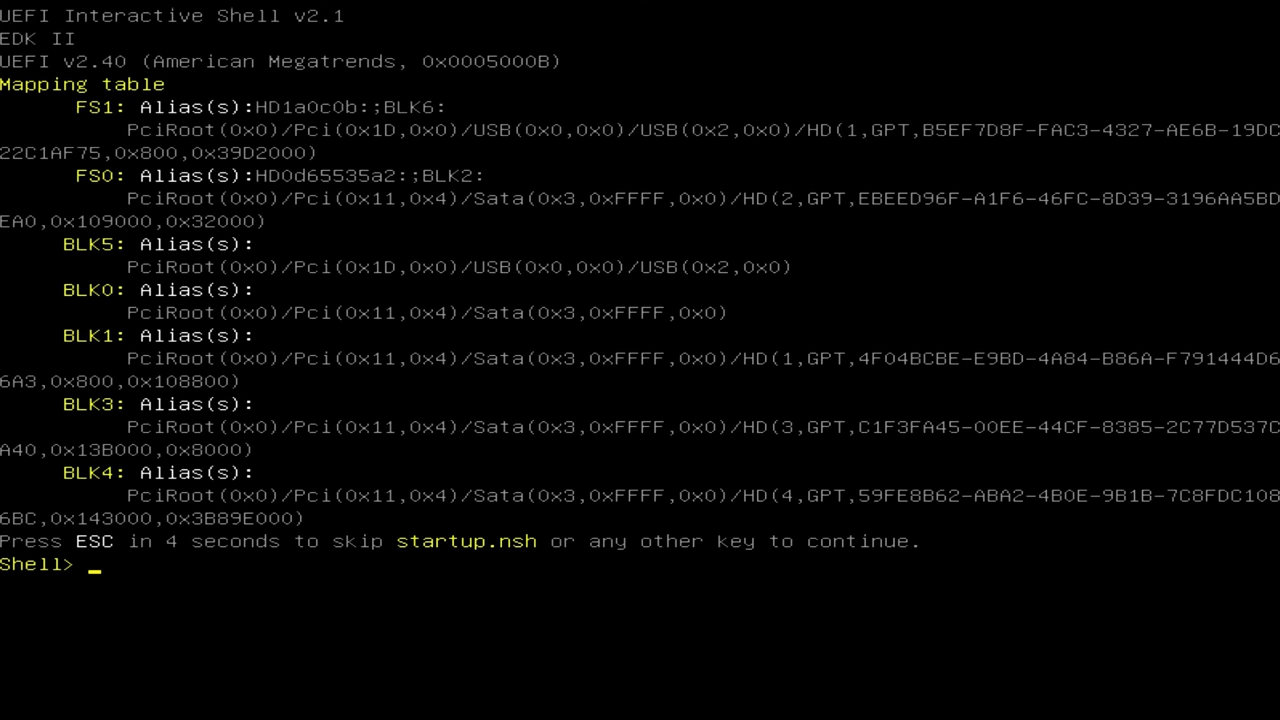 UEFI Interactive Shell v2.1
EDK II
UEFI v2.40 (American Megatrends, 0x0005000B)
Mapping table
FS1: Alias(s):HD1a0c0b:;BLK6:
PciRoot(0x0)/Pci(0x1D,0x0)/USB(0x0,0x0)/USB(0x2,0x0)/HD(1,GPT,B5EF7D8F-FAC3-4327-AE6B-19DC
22C1AF75,0x800,0x39D2000)
FS0: Alias(s):HD0d65535a2:;BLK2:
PciRoot(0x0)/Pci(0x11,0x4)/Sata(0x3,0xFFFF,0x0)/HD(2,GPT,EBEED96F-A1F6-46FC-8D39-3196AA5BD
EA0,0x109000,0x32000)
BLK5: Alias(s):
PciRoot(0x0)/Pci(0x1D,0x0)/USB(0x0,0x0)/USB(0x2,0x0)
BLK0: Alias(s):
PciRoot(0x0)/Pci(0x11,0x4)/Sata(0x3,0xFFFF,0x0)
BLK1: Alias(s):
PciRoot(0x0)/Pci(0x11,0x4)/Sata(0x3,0xFFFF,0x0)/HD(1,GPT,4F04BCBE-E9BD-4A84-B86A-F791444D6
6A3,0x800,0x108800)
BLK3: Alias(s):
PciRoot(0x0)/Pci(0x11,0x4)/Sata(0x3,0xFFFF,0x0)/HD(3,GPT,C1F3FA45-00EE-44CF-8385-2C77D537C
A40,0x13B000,0x8000)
BLK4: Alias(s):
PciRoot(0x0)/Pci(0x11,0x4)/Sata(0x3,0xFFFF,0x0)/HD(4,GPT,59FE8B62-ABA2-4B0E-9B1B-7C8FDC108
6BC,0x143000,0x3B89E000)
Press ESC in 4 seconds to skip startup.nsh or any other key to continue.
Shell> _